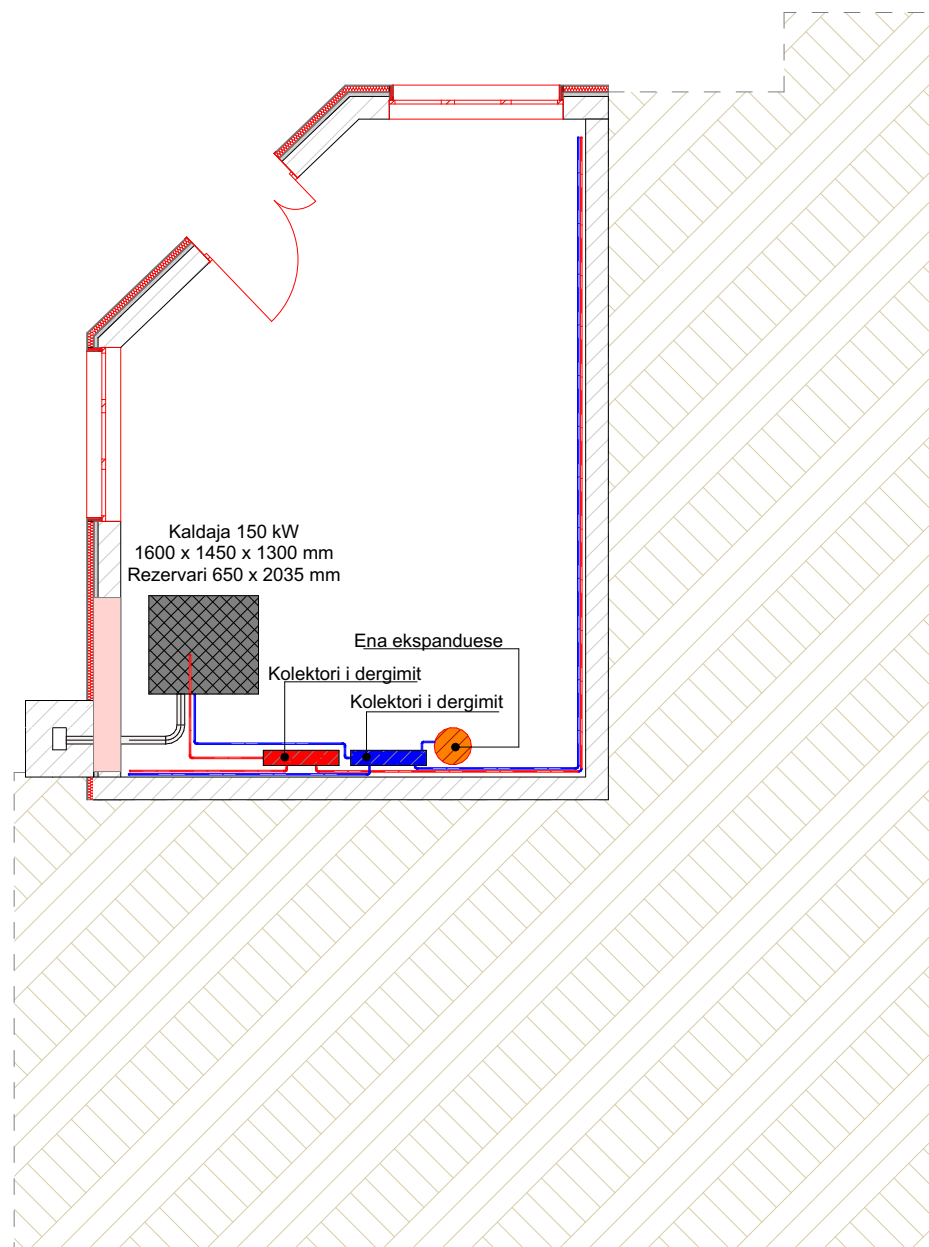 Kaldaja 150 kW
1600 x 1450 x 1300 mm
Rezervari 650 x 2035 mm
Ena ekspanduese
Kolektori i dergimit
Kolektori i dergimit